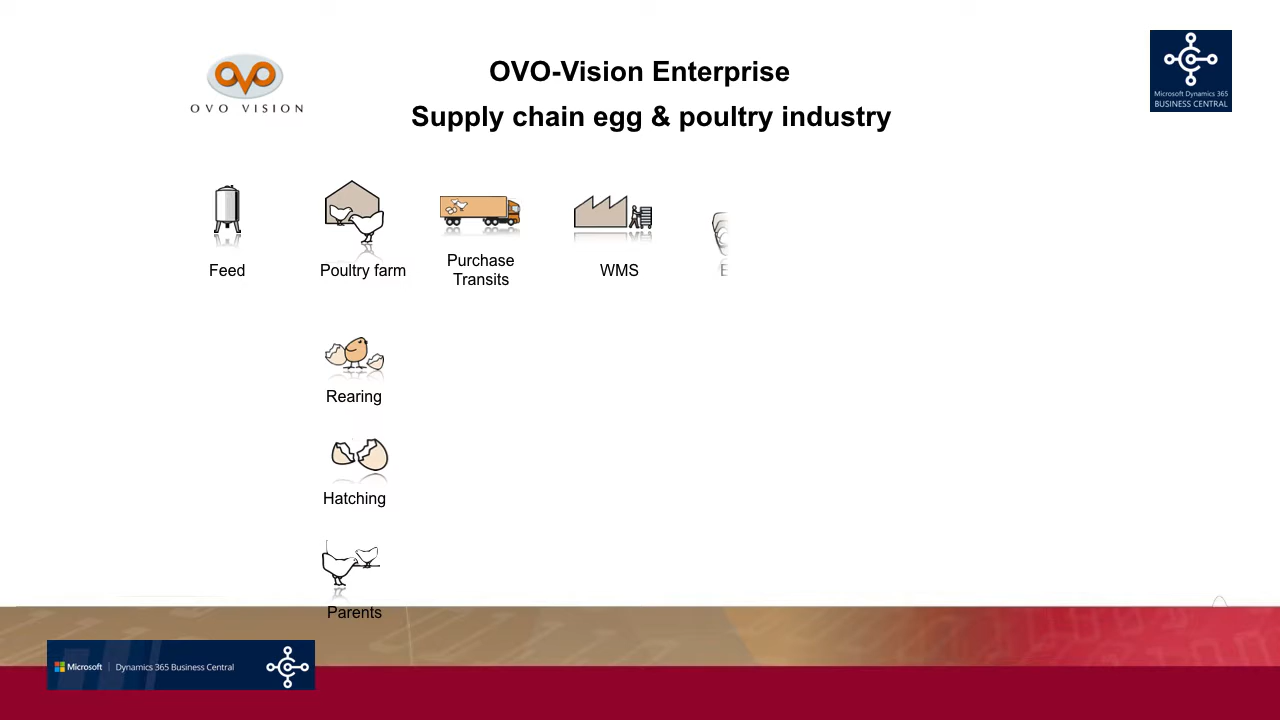 OVO VISION
OVO-Vision Enterprise
Supply chain egg & poultry industry
Microsoft Dynamics 365
BUSINESS CENTRAL
Feed
Poultry farm
Purchase
Transits
WMS
Rearing
Hatching
Parents
Microsoft | Dynamics 365 Business Central